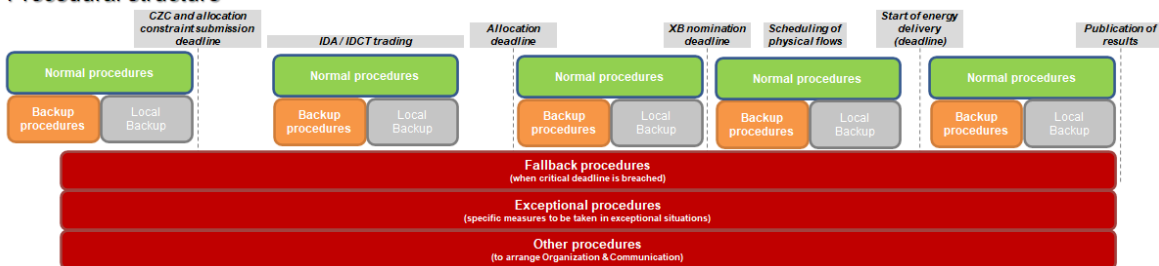 Procedural structure
CZC and allocation
constraint submission
deadline
IDA / IDCT trading
Allocation
deadline
XB nomination
deadline
Scheduling of
physical flows
Start of energy
delivery
(deadline)
Publication of
results
Normal procedures
Normal procedures
Normal procedures
Normal procedures
Normal procedures
Backup
procedures
Local
Backup
Backup
procedures
Local
Backup
Backup
procedures
Local
Backup
Backup
procedures
Local
Backup
Backup
procedures
Local
Backup
Fallback procedures
(when critical deadline is breached)
Exceptional procedures
(specific measures to be taken in exceptional situations)
Other procedures
(to arrange Organization & Communication)